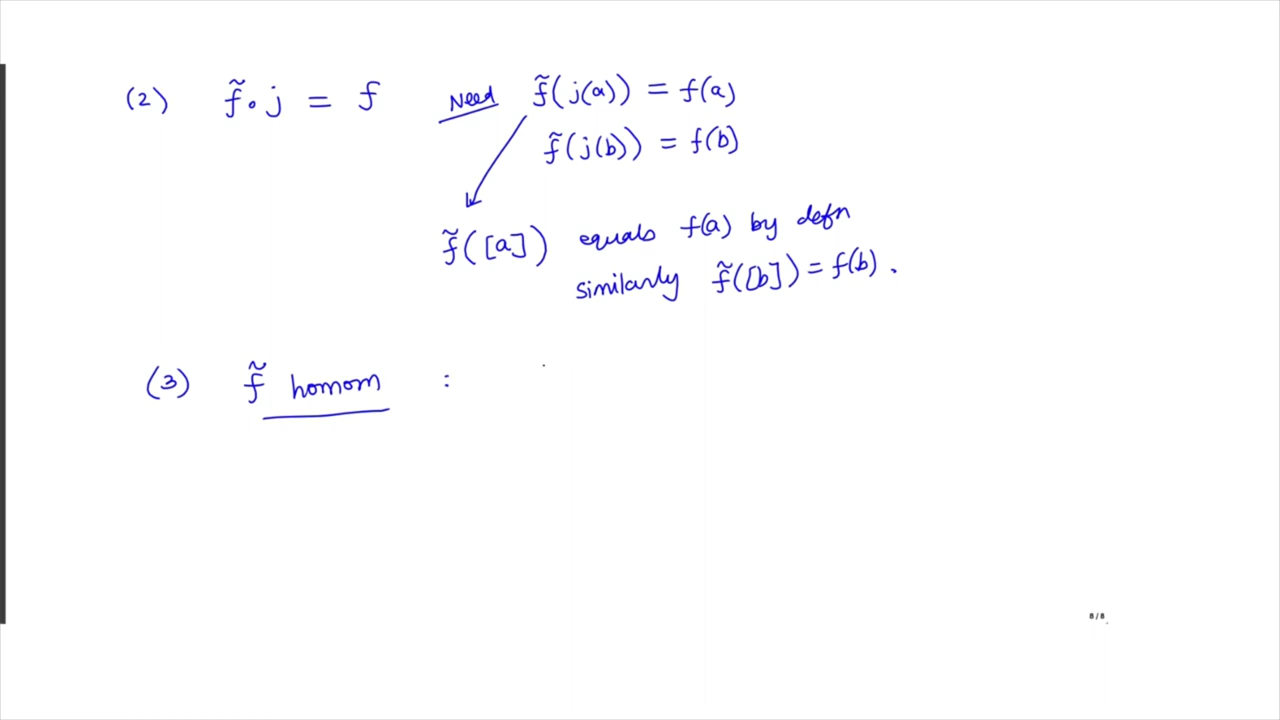 (2) f̃∘j = f Need f̃(j(a)) = f(a)
f̃(j(b)) = f(b)
f̃([a]) equals f(a) by defn
similarly f̃([b]) = f(b).
(3) f̃ homom :
8/8